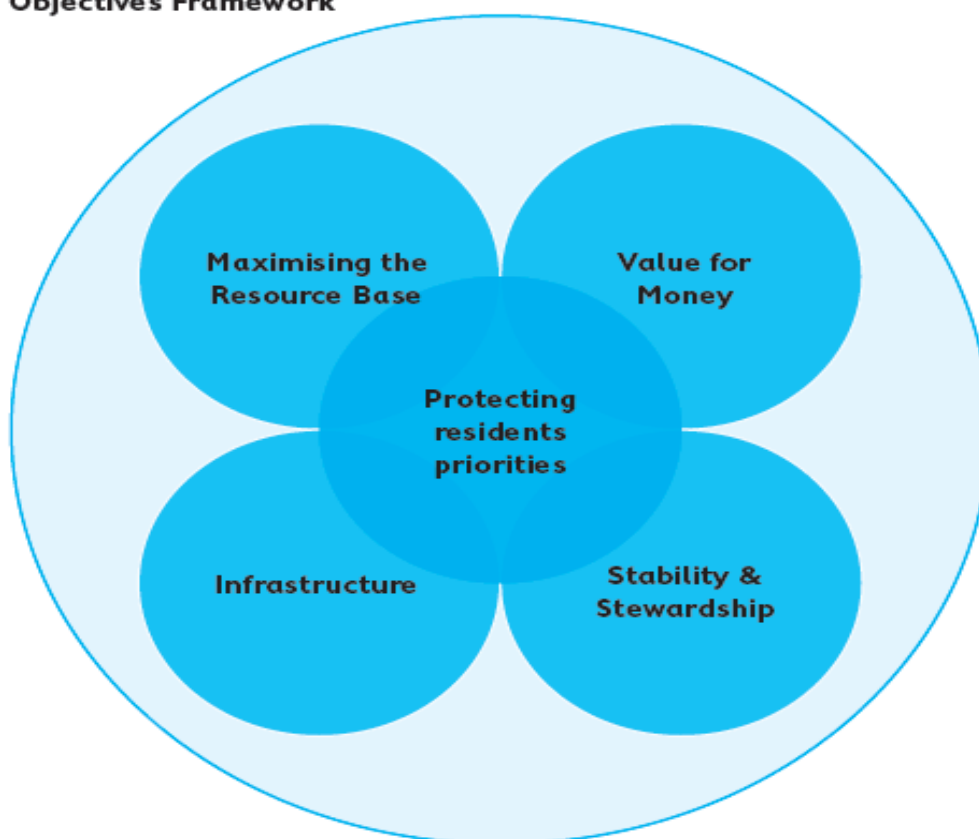 Objectives Framework
Maximising the
Resource Base
Value for
Money
Protecting
residents
priorities
Infrastructure
Stability &
Stewardship